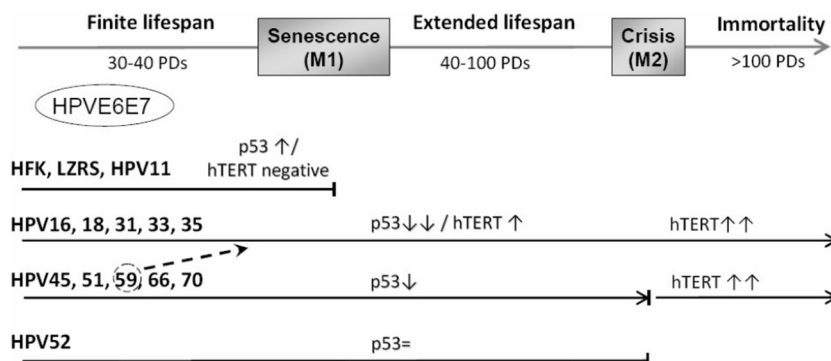 Finite lifespan
Senescence
(M1)
Extended lifespan
Crisis
(M2)
Immortality
30-40 PDs
40-100 PDs
>100 PDs
HPVE6E7
p53 ↑/
HFK, LZRS, HPV11
hTERT negative
HPV16, 18, 31, 33, 35
p53↓↓ / hTERT ↑
hTERT↑↑
HPV45, 51, 59, 66, 70
p53↓
hTERT ↑↑
HPV52
p53=